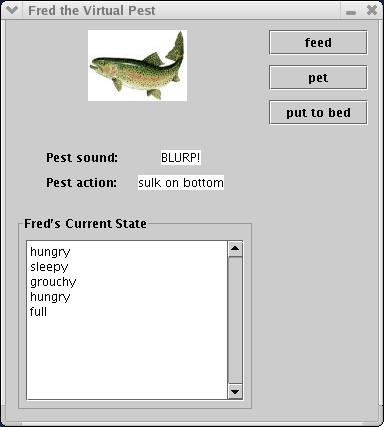 Fred the Virtual Pest
feed
pet
put to bed
Pest sound: BLURP!
Pest action: sulk on bottom
Fred's Current State
hungry
sleepy
grouchy
hungry
full